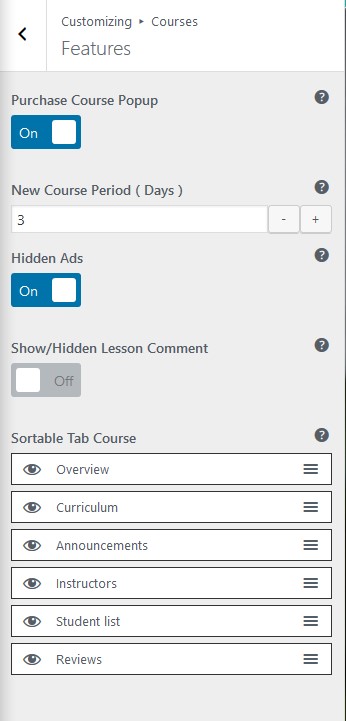 Customizing ▸ Courses
Features
Purchase Course Popup
On
New Course Period ( Days )
3 - +
Hidden Ads
On
Show/Hidden Lesson Comment
Off
Sortable Tab Course
Overview
Curriculum
Announcements
Instructors
Student list
Reviews